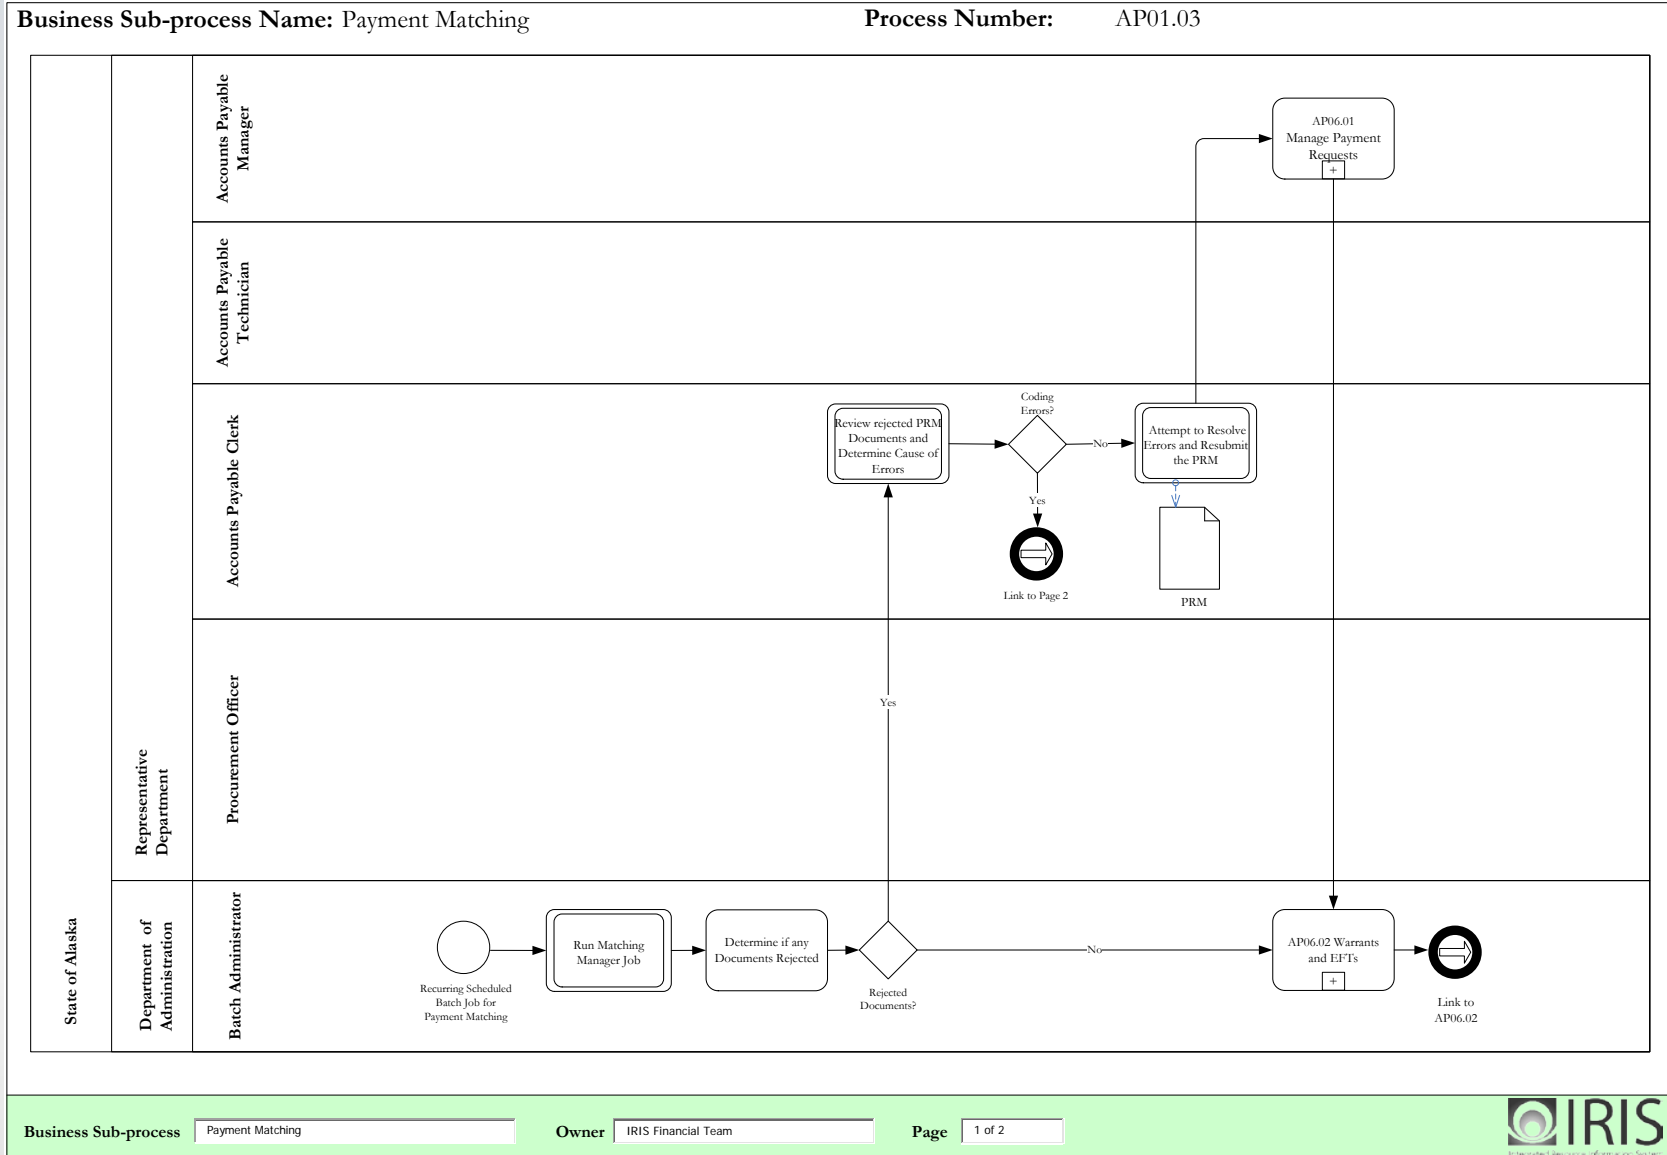 Business Sub-process Name: Payment Matching
Process Number: AP01.03
State of Alaska
Representative
Department
Department of
Administration
Accounts Payable
Manager
AP06.01
Manage Payment
Requests
+
Accounts Payable
Technician
Accounts Payable Clerk
Review rejected PRM
Documents and
Determine Cause of
Errors
Coding
Errors?
No
Attempt to Resolve
Errors and Resubmit
the PRM
Yes
Link to Page 2
PRM
Procurement Officer
Yes
Batch Administrator
Recurring Scheduled
Batch Job for
Payment Matching
Run Matching
Manager Job
Determine if any
Documents Rejected
Rejected
Documents?
No
AP06.02 Warrants
and EFTs
+
Link to
AP06.02
Business Sub-process Payment Matching
Owner IRIS Financial Team
Page 1 of 2
IRIS